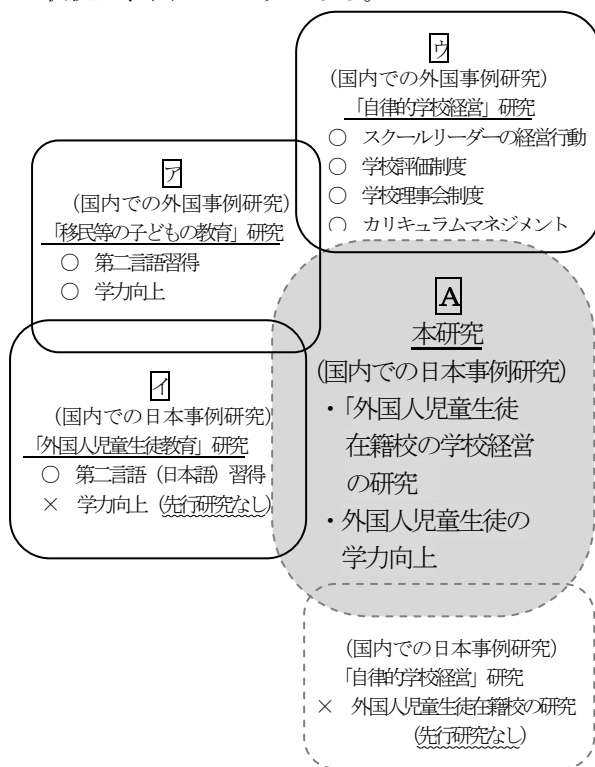 ウ
(国内での外国事例研究)
「自律的学校経営」研究
○ スクールリーダーの経営行動
○ 学校評価制度
○ 学校理事会制度
○ カリキュラムマネジメント
ア
(国内での外国事例研究)
「移民等の子どもの教育」研究
○ 第二言語習得
○ 学力向上
A
本研究
(国内での日本事例研究)
・「外国人児童生徒
在籍校の学校経営
の研究
・外国人児童生徒の
学力向上
イ
(国内での日本事例研究)
「外国人児童生徒教育」研究
○ 第二言語（日本語）習得
× 学力向上（先行研究なし）
(国内での日本事例研究)
「自律的学校経営」研究
× 外国人児童生徒在籍校の研究
(先行研究なし)